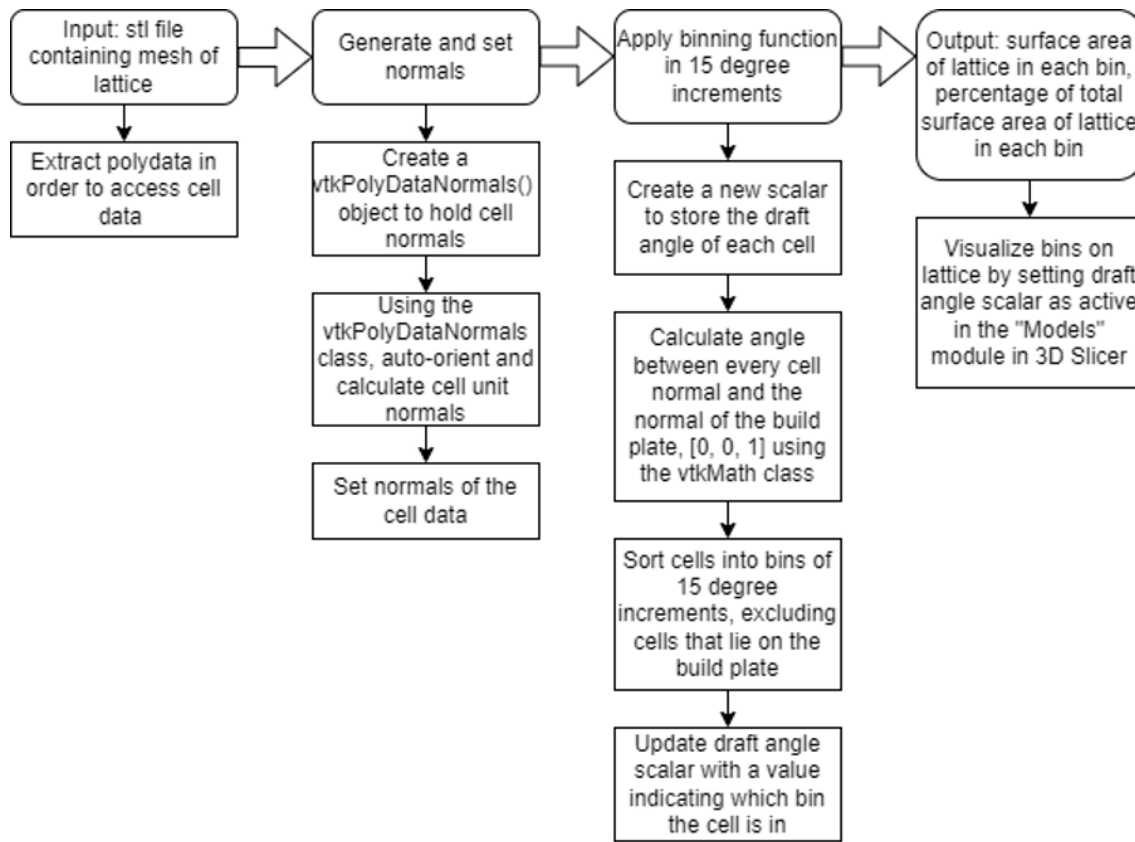 Input: stl file
containing mesh of
lattice
Extract polydata in
order to access cell
data
Generate and set
normals
Create a
vtkPolyDataNormals()
object to hold cell
normals
Using the
vtkPolyDataNormals
class, auto-orient and
calculate cell unit
normals
Set normals of the
cell data
Apply binning function
in 15 degree
increments
Create a new scalar
to store the draft
angle of each cell
Calculate angle
between every cell
normal and the
normal of the build
plate, [0, 0, 1] using
the vtkMath class
Sort cells into bins of
15 degree
increments, excluding
cells that lie on the
build plate
Update draft angle
scalar with a value
indicating which bin
the cell is in
Output: surface area
of lattice in each bin,
percentage of total
surface area of lattice
in each bin
Visualize bins on
lattice by setting draft
angle scalar as active
in the "Models"
module in 3D Slicer